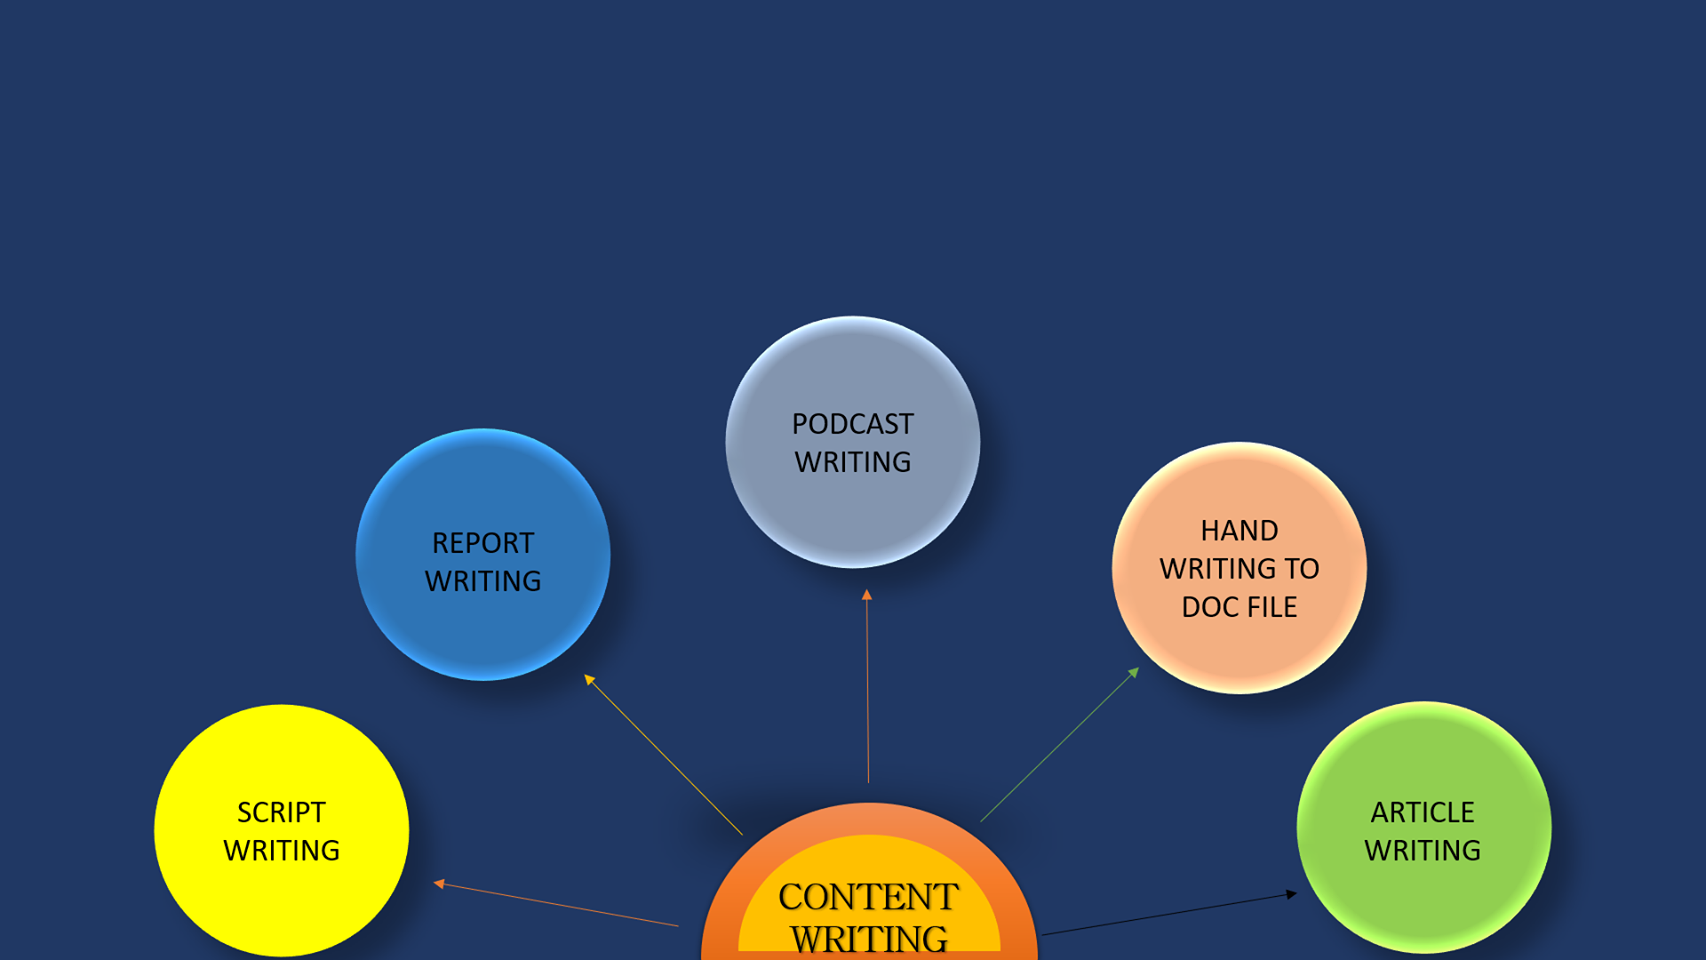 PODCAST
WRITING
REPORT
WRITING
HAND
WRITING TO
DOC FILE
SCRIPT
WRITING
ARTICLE
WRITING
CONTENT
WRITING